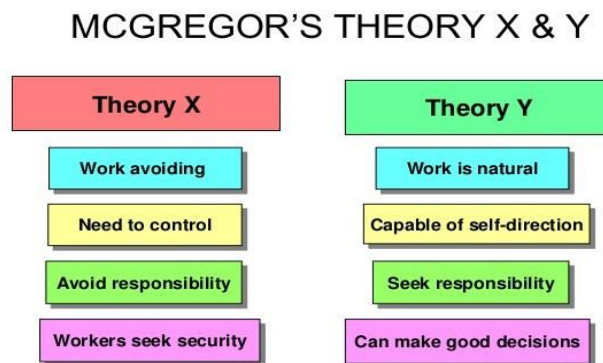 MCGREGOR'S THEORY X & Y
Theory X
Work avoiding
Need to control
Avoid responsibility
Workers seek security
Theory Y
Work is natural
Capable of self-direction
Seek responsibility
Can make good decisions